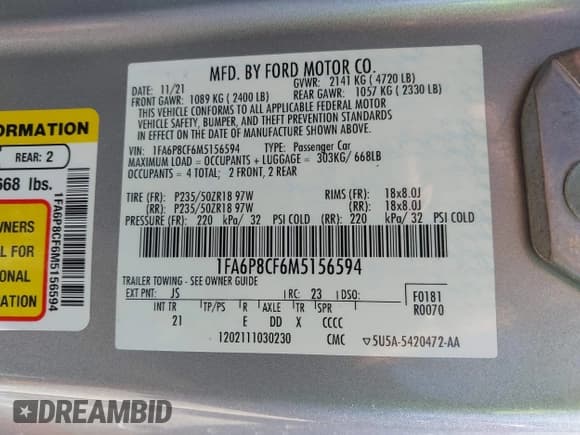 MFD. BY FORD MOTOR CO.
DATE: 11/21
GVWR: 2141 KG ( 4720 LB)
FRONT GAWR: 1089 KG ( 2400 LB)
REAR GAWR: 1057 KG ( 2330 LB)
THIS VEHICLE CONFORMS TO ALL APPLICABLE FEDERAL MOTOR
VEHICLE SAFETY, BUMPER, AND THEFT PREVENTION STANDARDS
IN EFFECT ON THE DATE OF MANUFACTURE SHOWN ABOVE.
VIN: 1FA6P8CF6M5156594
TYPE: Passenger Car
MAXIMUM LOAD = OCCUPANTS + LUGGAGE = 303KG/ 668LB
OCCUPANTS = 4 TOTAL; 2 FRONT, 2 REAR
TIRE (FR): P235/50ZR18 97W RIMS (FR): 18x8.0J
(RR): P235/50ZR18 97W (RR): 18x8.0J
PRESSURE (FR): 220 kPa/ 32 PSI COLD (RR): 220 kPa/ 32 PSI COLD
1FA6P8CF6M5156594
TRAILER TOWING - SEE OWNER GUIDE
EXT PNT: JS RC: 23 DSO:
F0181
R0070
INT TR TP/PS R AXLE TR SPR
21 E DD X CCCC
1202111030230 CMC 5U5A-5420472-AA
ORMATION
REAR: 2
668 lbs.
WNERS
L FOR
IONAL
ATION
1FA6P8CF6M5156594
DREAMBID